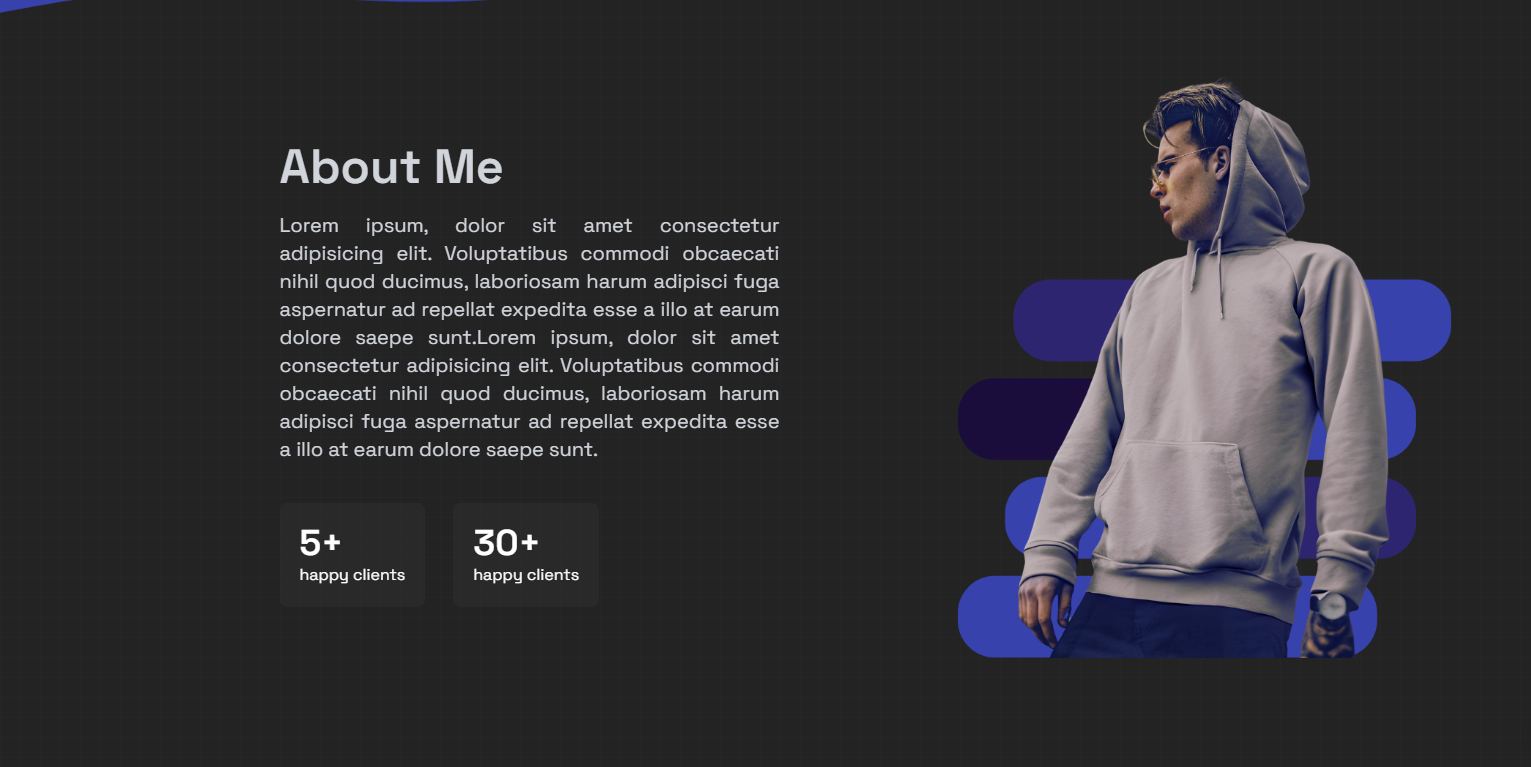 About Me
Lorem ipsum, dolor sit amet consectetur
adipisicing elit. Voluptatibus commodi obcaecati
nihil quod ducimus, laboriosam harum adipisci fuga
aspernatur ad repellat expedita esse a illo at earum
dolore saepe sunt.Lorem ipsum, dolor sit amet
consectetur adipisicing elit. Voluptatibus commodi
obcaecati nihil quod ducimus, laboriosam harum
adipisci fuga aspernatur ad repellat expedita esse
a illo at earum dolore saepe sunt.
5+
happy clients
30+
happy clients